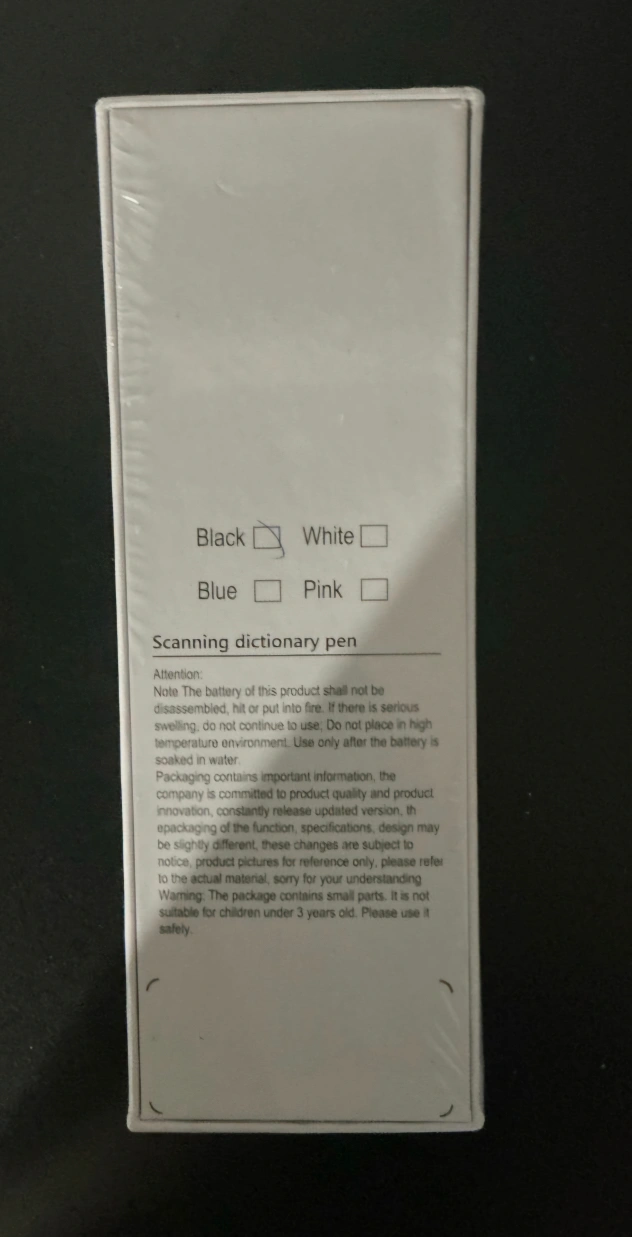 Black White
Blue Pink
Scanning dictionary pen
Attention:
Note The battery of this product shall not be
disassembled, hit or put into fire. If there is serious
swelling, do not continue to use; Do not place in high
temperature environment. Use only after the battery is
soaked in water.
Packaging contains important information, the
company is committed to product quality and product
innovation, constantly release updated version, th
epackaging of the function, specifications, design may
be slightly different, these changes are subject to
notice, product pictures for reference only, please refer
to the actual material, sorry for your understanding
Warning: The package contains small parts. It is not
suitable for children under 3 years old. Please use it
safely.